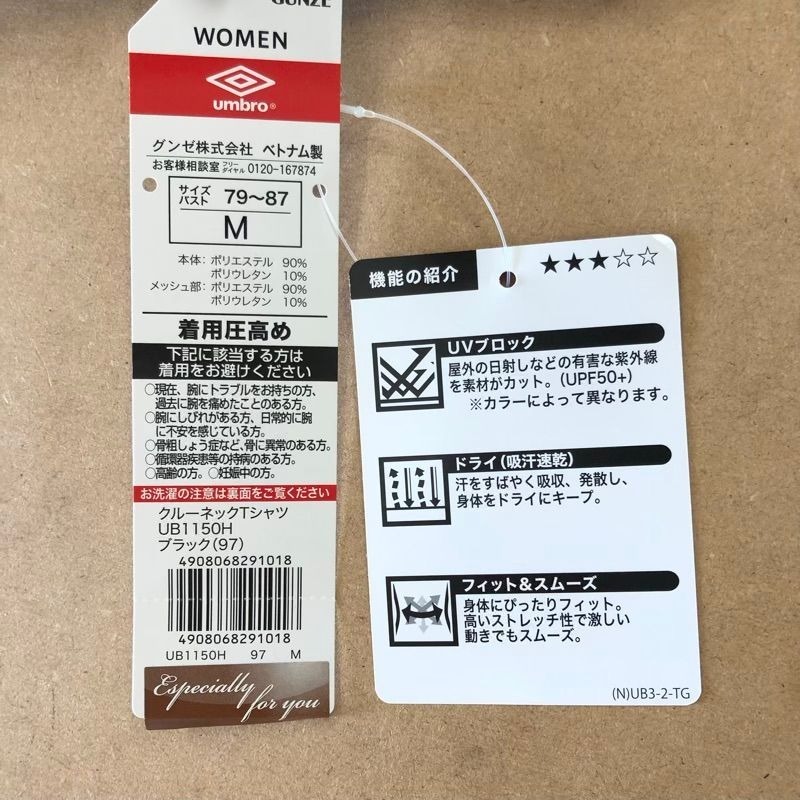 GUNZE
WOMEN
umbro®
グンゼ株式会社 ベトナム製
お客様相談室 フリーダイヤル 0120-167874
サイズ
バスト 79〜87
M
本体: ポリエステル 90%
ポリウレタン 10%
メッシュ部: ポリエステル 90%
ポリウレタン 10%
着用圧高め
下記に該当する方は
着用をお避けください
○現在、腕にトラブルをお持ちの方、
過去に腕を痛めたことのある方。
○腕にしびれがある方、日常的に腕
に不安を感じている方。
○骨粗しょう症など、骨に異常のある方。
○循環器疾患等の持病のある方。
○高齢の方。○妊娠中の方。
お洗濯の注意は裏面をご覧ください
クルーネックTシャツ
UB1150H
ブラック(97)
4908068291018
4908068291018
UB1150H 97 M
Especially
for you
機能の紹介 ★★★☆☆
UVブロック
屋外の日射しなどの有害な紫外線
を素材がカット。(UPF50+)
※カラーによって異なります。
ドライ(吸汗速乾)
汗をすばやく吸収、発散し、
身体をドライにキープ。
フィット&スムーズ
身体にぴったりフィット。
高いストレッチ性で激しい
動きでもスムーズ。
(N)UB3-2-TG